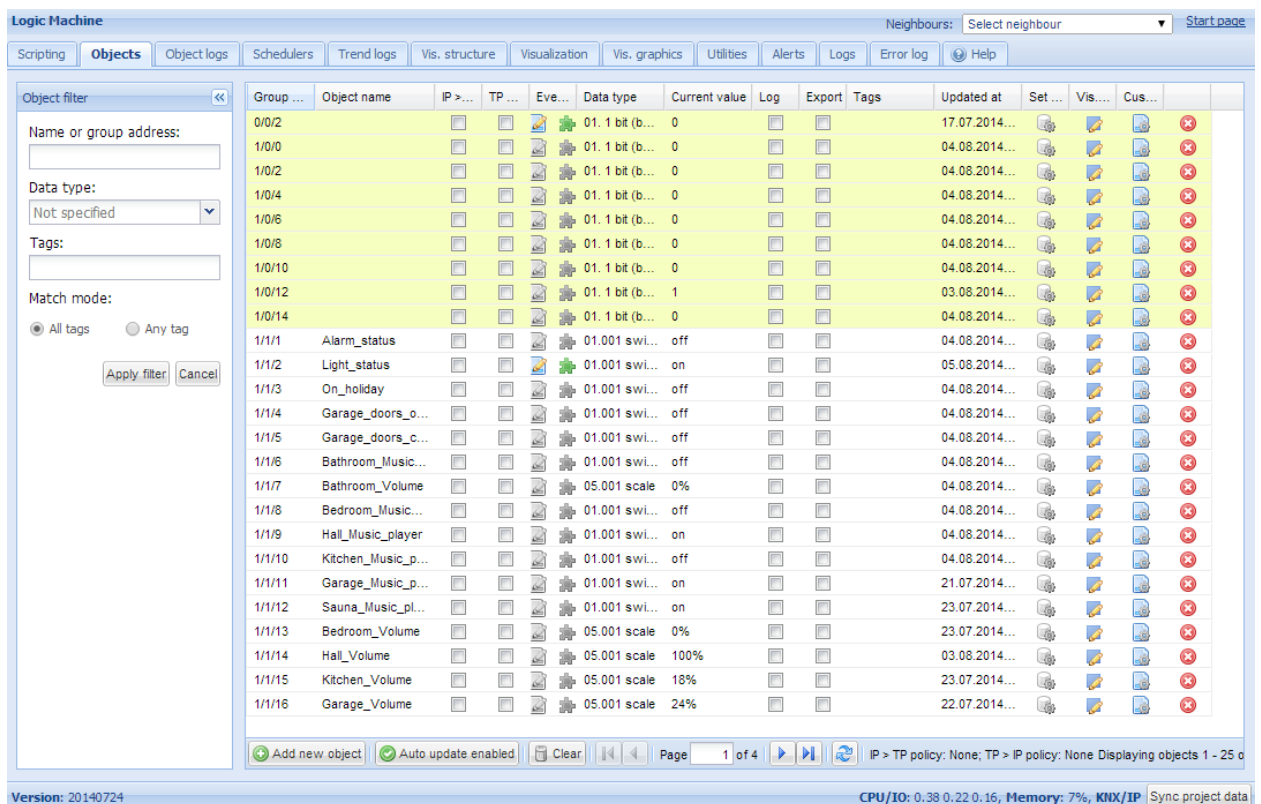 Logic Machine
Neighbours: Select neighbour Start page
Scripting Objects Object logs Schedulers Trend logs Vis. structure Visualization Vis. graphics Utilities Alerts Logs Error log Help
Object filter
Name or group address:
Data type:
Not specified
Tags:
Match mode:
All tags Any tag
Apply filter Cancel
Group ... Object name IP >... TP ... Eve... Data type Current value Log Export Tags Updated at Set ... Vis.... Cus...
0/0/2 01. 1 bit (b... 0 17.07.2014...
1/0/0 01. 1 bit (b... 0 04.08.2014...
1/0/2 01. 1 bit (b... 0 04.08.2014...
1/0/4 01. 1 bit (b... 0 04.08.2014...
1/0/6 01. 1 bit (b... 0 04.08.2014...
1/0/8 01. 1 bit (b... 0 04.08.2014...
1/0/10 01. 1 bit (b... 0 04.08.2014...
1/0/12 01. 1 bit (b... 1 03.08.2014...
1/0/14 01. 1 bit (b... 0 04.08.2014...
1/1/1 Alarm_status 01.001 swi... off 04.08.2014...
1/1/2 Light_status 01.001 swi... on 05.08.2014...
1/1/3 On_holiday 01.001 swi... off 04.08.2014...
1/1/4 Garage_doors_o... 01.001 swi... off 04.08.2014...
1/1/5 Garage_doors_c... 01.001 swi... off 04.08.2014...
1/1/6 Bathroom_Music... 01.001 swi... off 04.08.2014...
1/1/7 Bathroom_Volume 05.001 scale 0% 04.08.2014...
1/1/8 Bedroom_Music... 01.001 swi... off 04.08.2014...
1/1/9 Hall_Music_player 01.001 swi... on 04.08.2014...
1/1/10 Kitchen_Music_p... 01.001 swi... off 04.08.2014...
1/1/11 Garage_Music_p... 01.001 swi... on 21.07.2014...
1/1/12 Sauna_Music_pl... 01.001 swi... on 23.07.2014...
1/1/13 Bedroom_Volume 05.001 scale 0% 23.07.2014...
1/1/14 Hall_Volume 05.001 scale 100% 03.08.2014...
1/1/15 Kitchen_Volume 05.001 scale 18% 23.07.2014...
1/1/16 Garage_Volume 05.001 scale 24% 22.07.2014...
Add new object Auto update enabled Clear Page 1 of 4 IP > TP policy: None; TP > IP policy: None Displaying objects 1 - 25 o
Version: 20140724 CPU/IO: 0.38 0.22 0.16, Memory: 7%, KNX/IP Sync project data